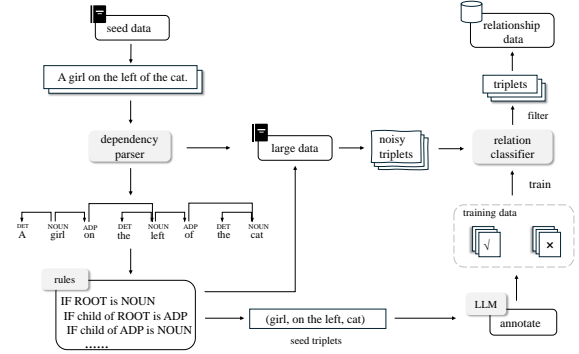 seed data
A girl on the left of the cat.
dependency
parser
large data
noisy
triplets
relation
classifier
relationship
data
triplets
filter
train
training data
√
×
DET NOUN ADP DET NOUN ADP DET NOUN
A girl on the left of the cat
rules
IF ROOT is NOUN
IF child of ROOT is ADP
IF child of ADP is NOUN
......
(girl, on the left, cat)
seed triplets
LLM
annotate